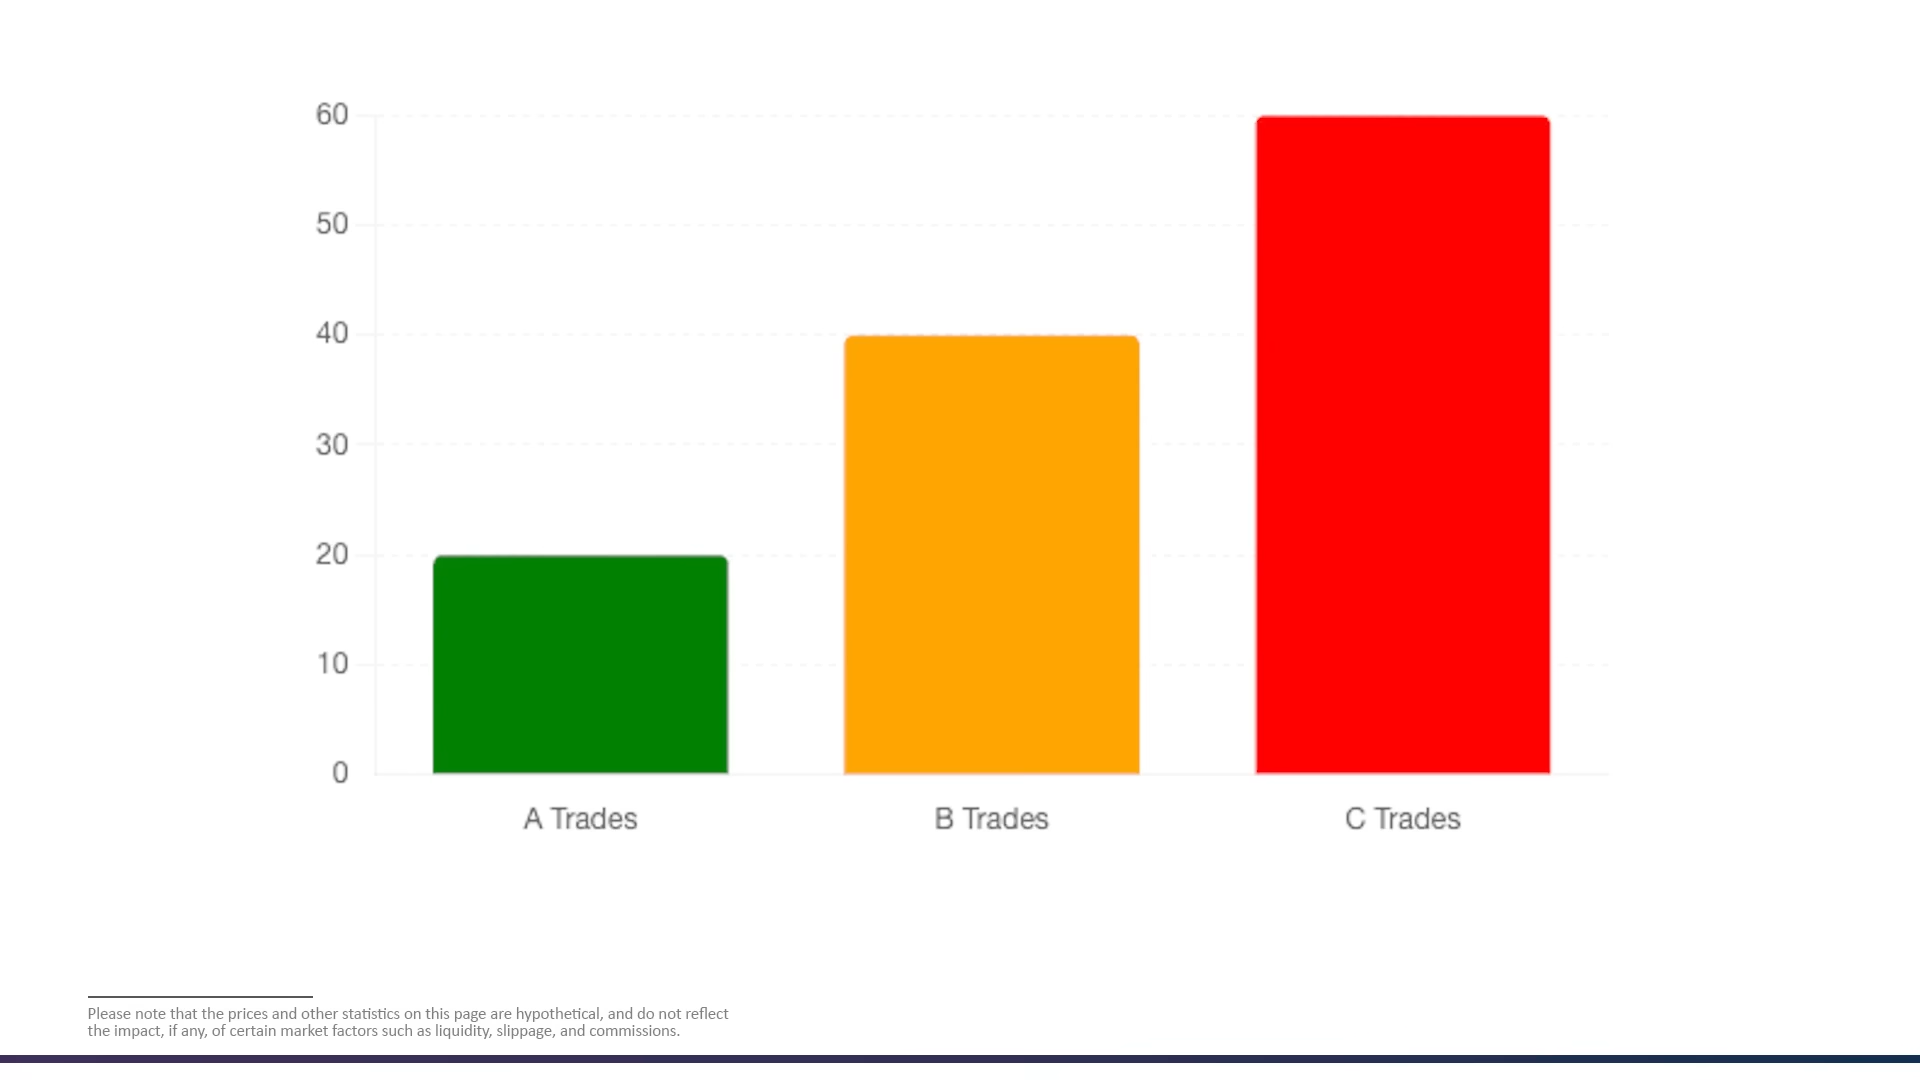 60
50
40
30
20
10
0
A Trades
B Trades
C Trades
Please note that the prices and other statistics on this page are hypothetical, and do not reflect
the impact, if any, of certain market factors such as liquidity, slippage, and commissions.